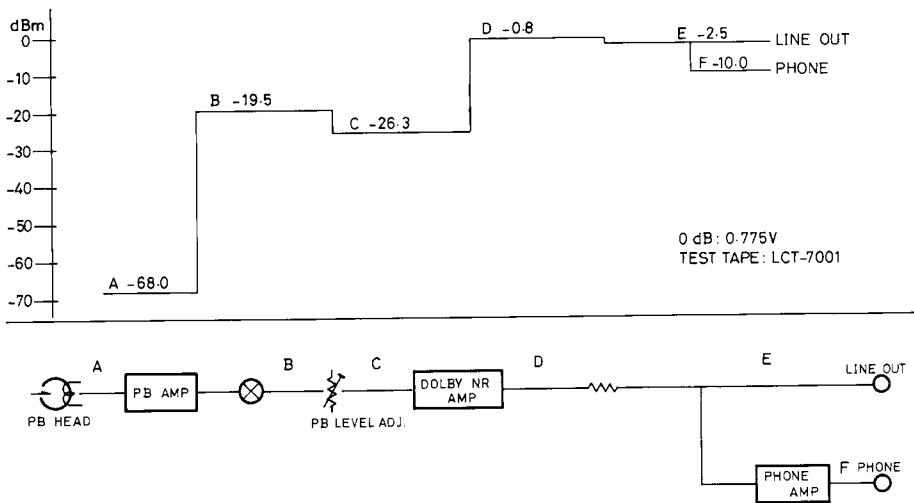 dBm
0
-10
-20
-30
-40
-50
-60
-70
A -68.0
B -19.5
C -26.3
D -0.8
E -2.5
LINE OUT
F -10.0
PHONE
0 dB: 0.775V
TEST TAPE: LCT-7001
A
B
C
D
E
PB HEAD
PB AMP
PB LEVEL ADJ.
DOLBY NR
AMP
LINE OUT
PHONE
AMP
F PHONE